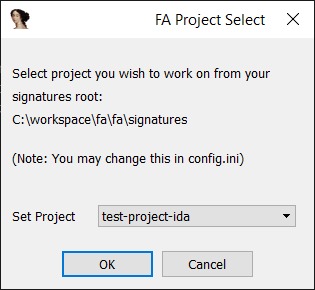 FA Project Select
Select project you wish to work on from your
signatures root:
C:\workspace\fa\fa\signatures
(Note: You may change this in config.ini)
Set Project test-project-ida
OK Cancel